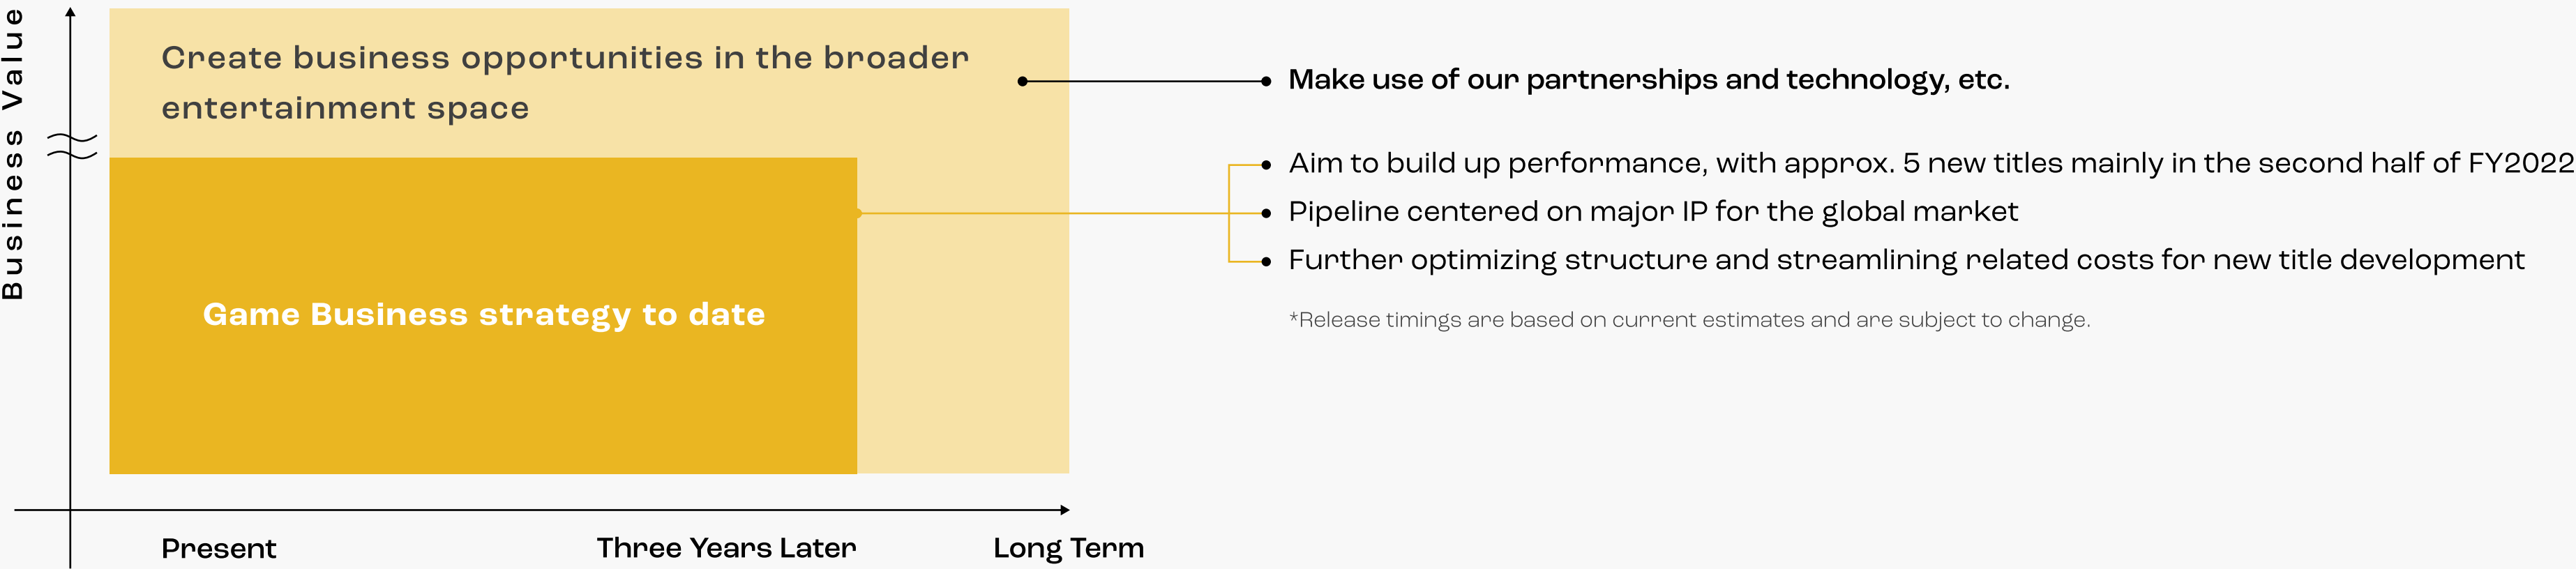 Business Value
Create business opportunities in the broader
entertainment space
Game Business strategy to date
Make use of our partnerships and technology, etc.
Aim to build up performance, with approx. 5 new titles mainly in the second half of FY2022
Pipeline centered on major IP for the global market
Further optimizing structure and streamlining related costs for new title development
*Release timings are based on current estimates and are subject to change.
Present
Three Years Later
Long Term